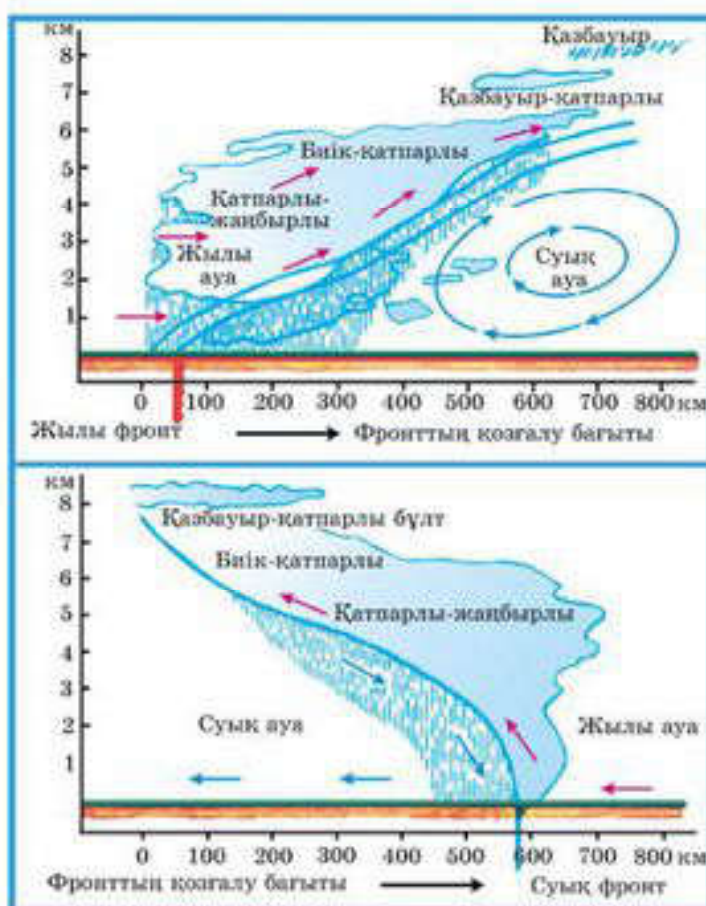 км
8
7
6
5
4
3
2
1
Қазбауыр
Қазбауыр-қатпарлы
Биік-қатпарлы
Қатпарлы-
жаңбырлы
Жылы
ауа
Суық
ауа
0 100 200 300 400 500 600 700 800 км
Жылы фронт Фронттың қозғалу бағыты
км
8
7
6
5
4
3
2
1
Қазбауыр-қатпарлы бұлт
Биік-қатпарлы
Қатпарлы-жаңбырлы
Суық ауа Жылы ауа
0 100 200 300 400 500 600 700 800 км
Фронттың қозғалу бағыты Суық фронт